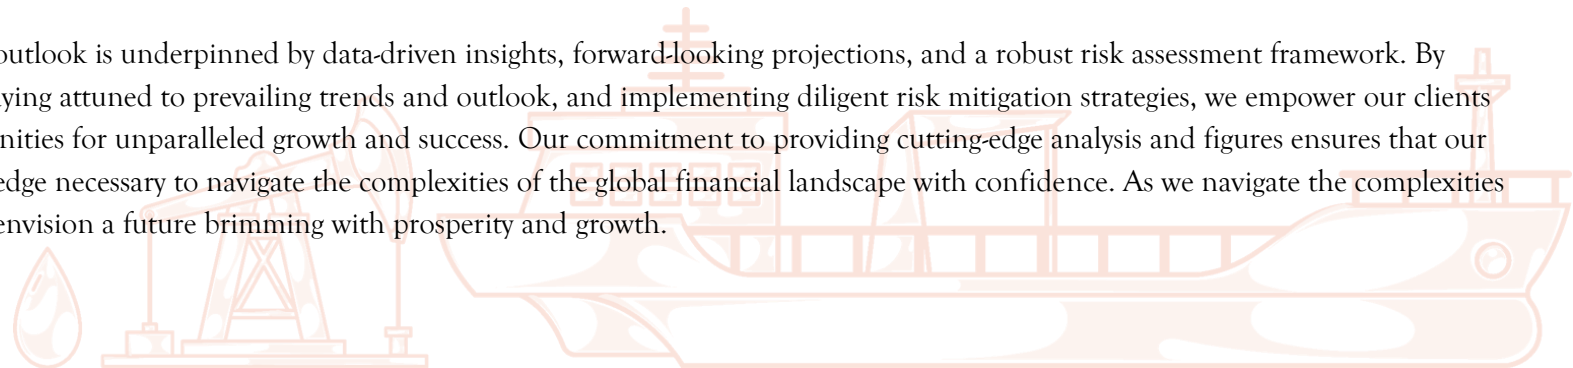 outlook is underpinned by data-driven insights, forward-looking projections, and a robust risk assessment framework. By
ying attuned to prevailing trends and outlook, and implementing diligent risk mitigation strategies, we empower our clients
nities for unparalleled growth and success. Our commitment to providing cutting-edge analysis and figures ensures that our
edge necessary to navigate the complexities of the global financial landscape with confidence. As we navigate the complexities
envision a future brimming with prosperity and growth.